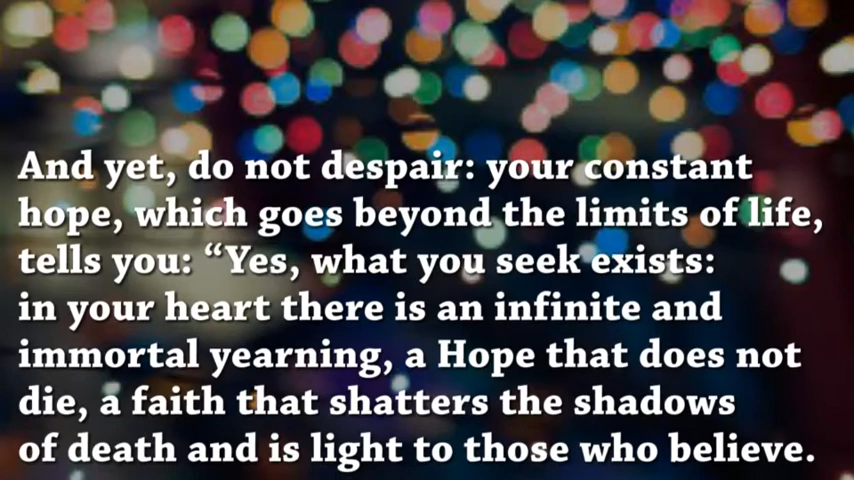 And yet, do not despair: your constant
hope, which goes beyond the limits of life,
tells you: “Yes, what you seek exists:
in your heart there is an infinite and
immortal yearning, a Hope that does not
die, a faith that shatters the shadows
of death and is light to those who believe.